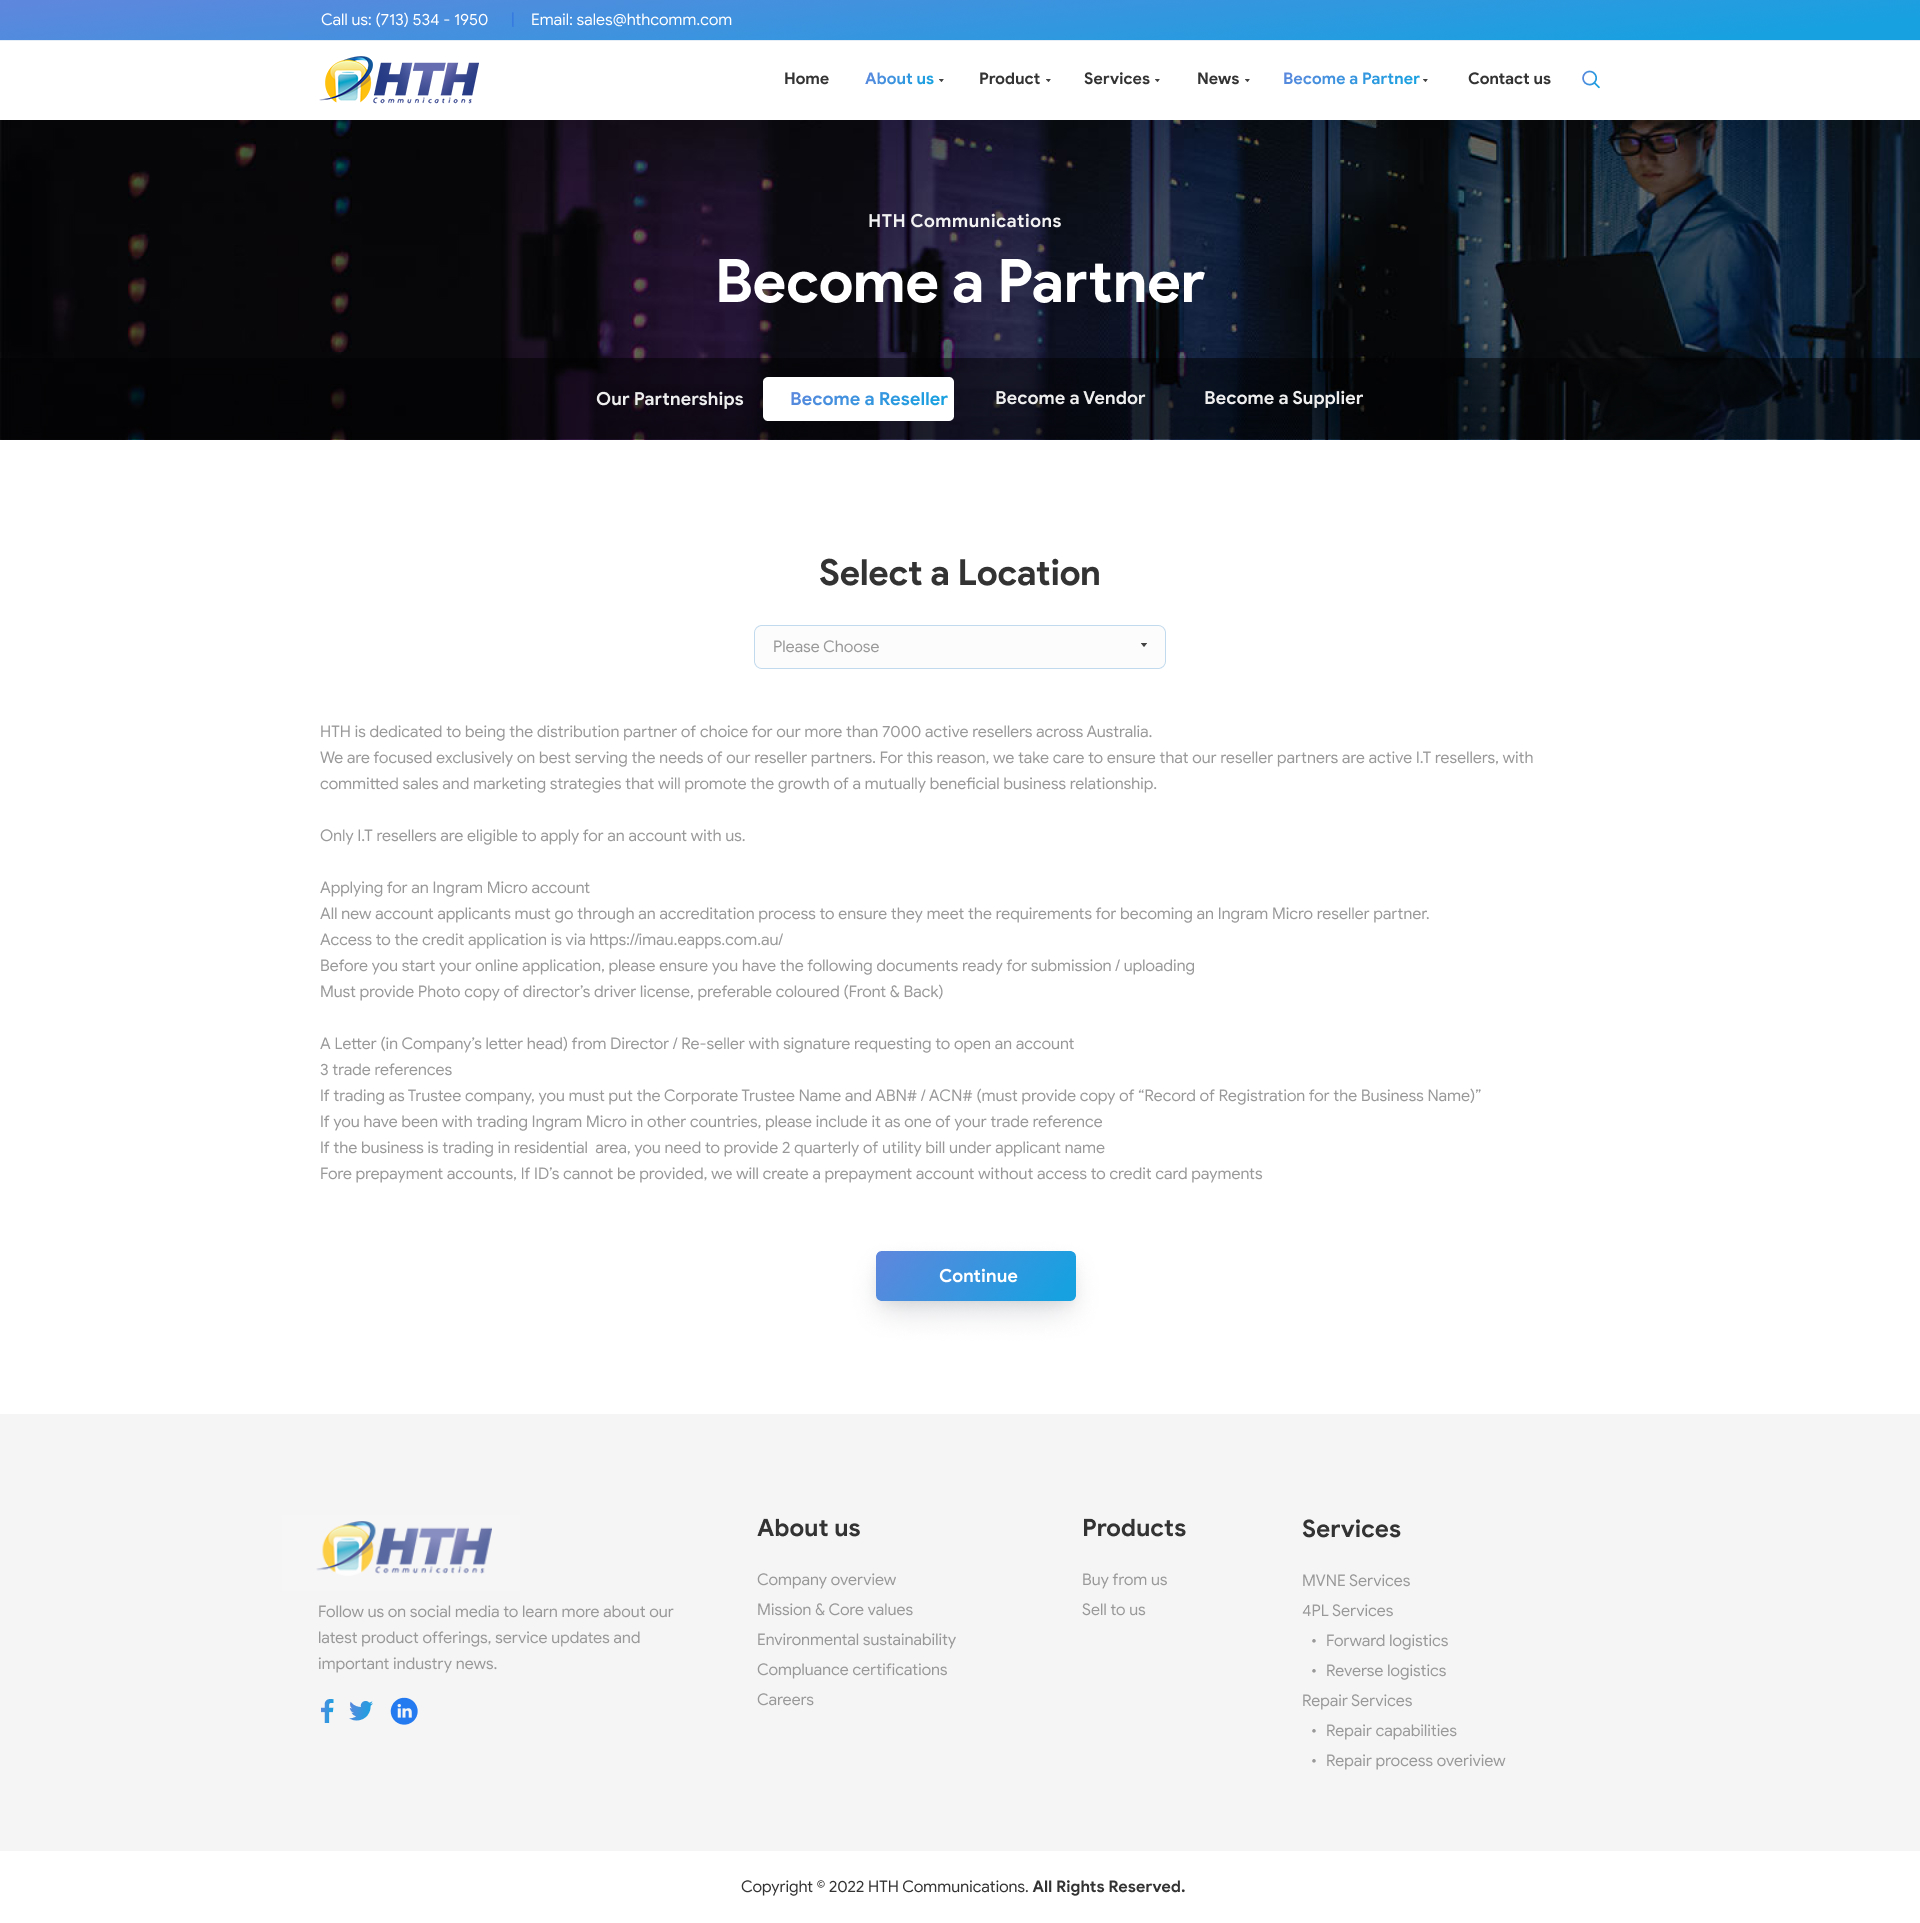 Call us: (713) 534 - 1950 | Email: sales@hthcomm.com
HTH
Communications
Home About us Product Services News Become a Partner Contact us
HTH Communications
Become a Partner
Our Partnerships Become a Reseller Become a Vendor Become a Supplier
Select a Location
Please Choose
HTH is dedicated to being the distribution partner of choice for our more than 7000 active resellers across Australia.
We are focused exclusively on best serving the needs of our reseller partners. For this reason, we take care to ensure that our reseller partners are active I.T resellers, with
committed sales and marketing strategies that will promote the growth of a mutually beneficial business relationship.
Only I.T resellers are eligible to apply for an account with us.
Applying for an Ingram Micro account
All new account applicants must go through an accreditation process to ensure they meet the requirements for becoming an Ingram Micro reseller partner.
Access to the credit application is via https://imau.eapps.com.au/
Before you start your online application, please ensure you have the following documents ready for submission / uploading
Must provide Photo copy of director’s driver license, preferable coloured (Front & Back)
A Letter (in Company’s letter head) from Director / Re-seller with signature requesting to open an account
3 trade references
If trading as Trustee company, you must put the Corporate Trustee Name and ABN# / ACN# (must provide copy of “Record of Registration for the Business Name)”
If you have been with trading Ingram Micro in other countries, please include it as one of your trade reference
If the business is trading in residential  area, you need to provide 2 quarterly of utility bill under applicant name
Fore prepayment accounts, If ID’s cannot be provided, we will create a prepayment account without access to credit card payments
Continue
HTH
Communications
Follow us on social media to learn more about our
latest product offerings, service updates and
important industry news.
in
About us
Company overview
Mission & Core values
Environmental sustainability
Compluance certifications
Careers
Products
Buy from us
Sell to us
Services
MVNE Services
4PL Services
• Forward logistics
• Reverse logistics
Repair Services
• Repair capabilities
• Repair process overiview
Copyright © 2022 HTH Communications. All Rights Reserved.